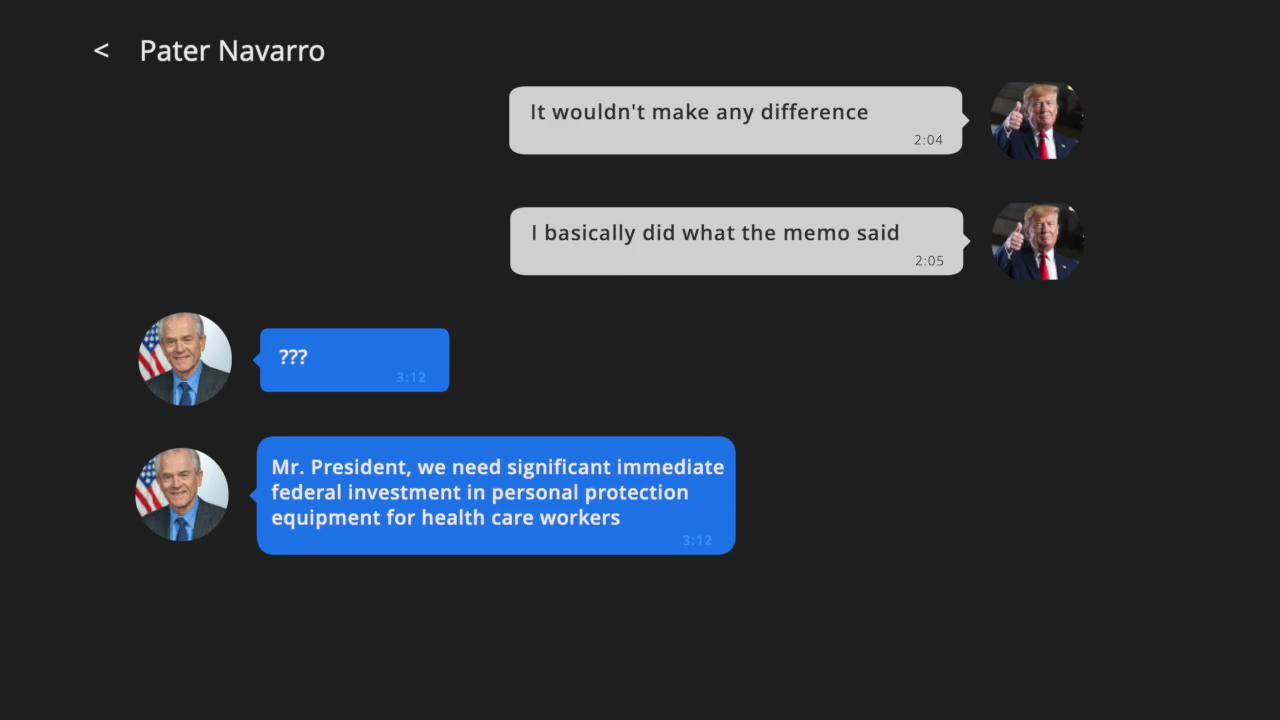 < Pater Navarro
It wouldn't make any difference
2:04
I basically did what the memo said
2:05
???
3:12
Mr. President, we need significant immediate
federal investment in personal protection
equipment for health care workers
3:12